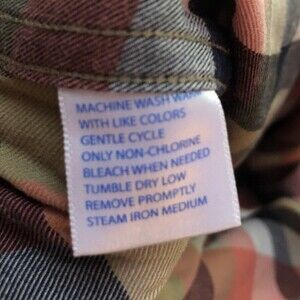 MACHINE WASH WARM
WITH LIKE COLORS
GENTLE CYCLE
ONLY NON-CHLORINE
BLEACH WHEN NEEDED
TUMBLE DRY LOW
REMOVE PROMPTLY
STEAM IRON MEDIUM